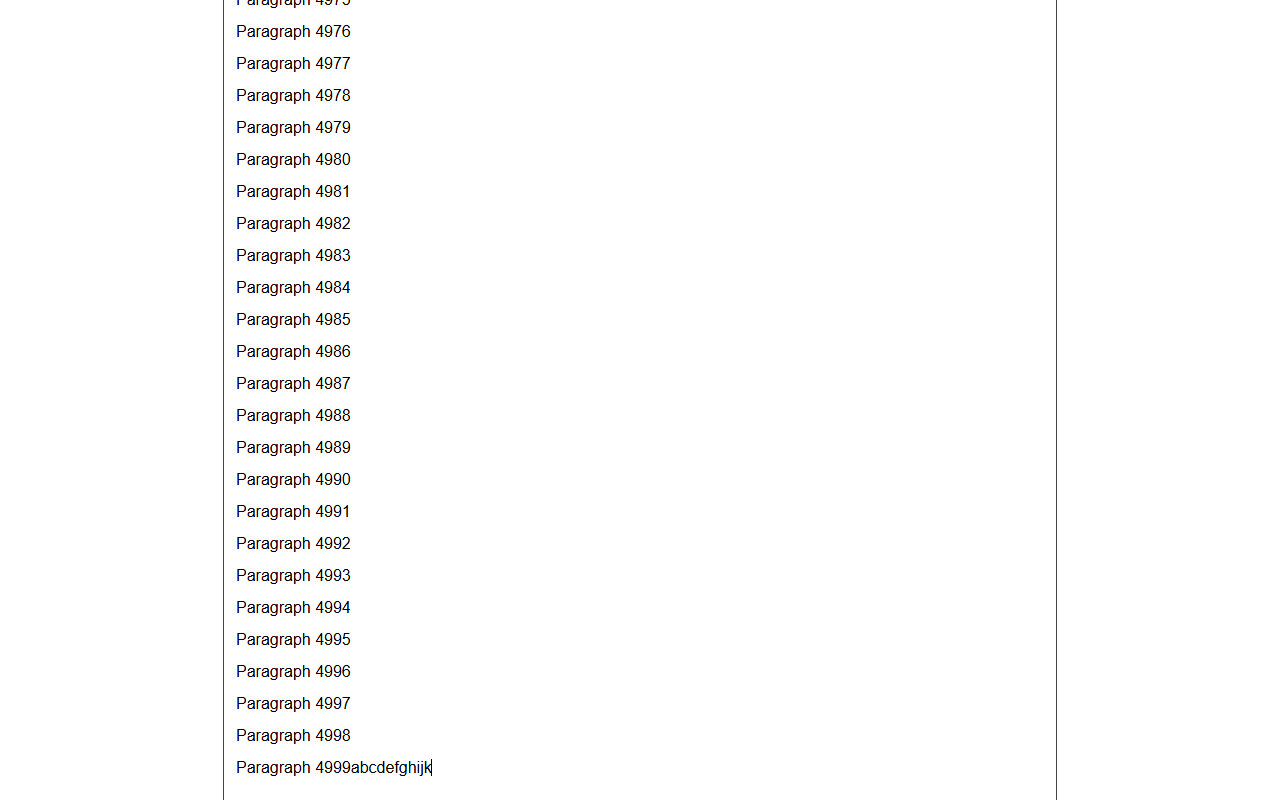 Paragraph 4975
Paragraph 4976
Paragraph 4977
Paragraph 4978
Paragraph 4979
Paragraph 4980
Paragraph 4981
Paragraph 4982
Paragraph 4983
Paragraph 4984
Paragraph 4985
Paragraph 4986
Paragraph 4987
Paragraph 4988
Paragraph 4989
Paragraph 4990
Paragraph 4991
Paragraph 4992
Paragraph 4993
Paragraph 4994
Paragraph 4995
Paragraph 4996
Paragraph 4997
Paragraph 4998
Paragraph 4999abcdefghijk